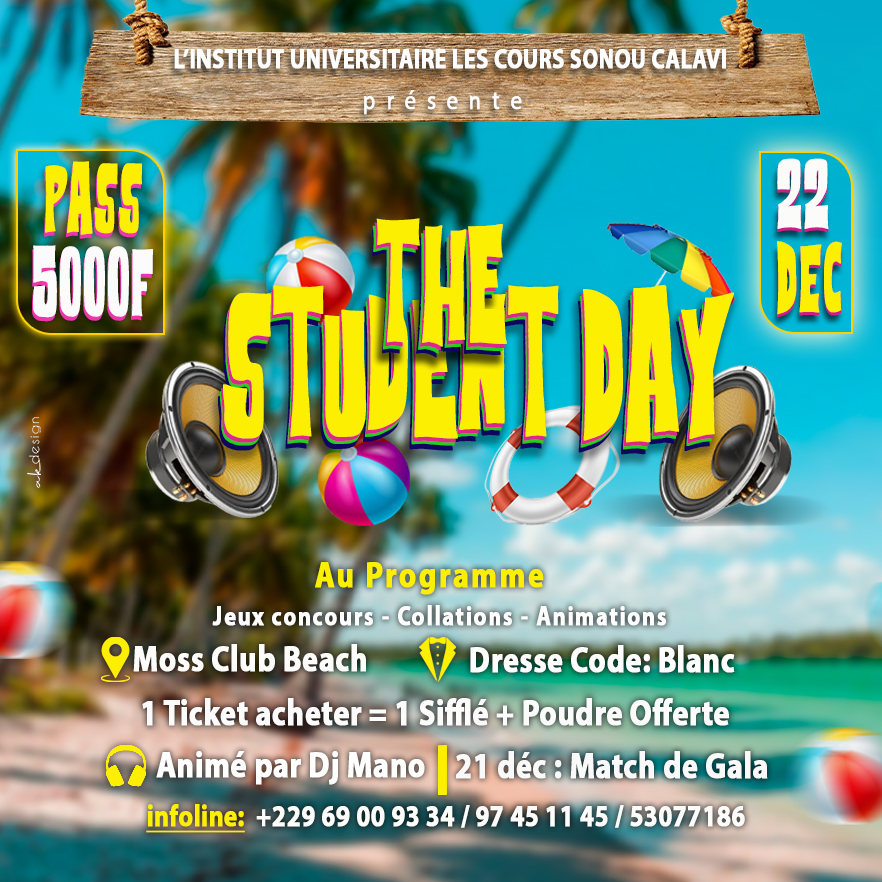 L'INSTITUT UNIVERSITAIRE LES COURS SONOU CALAVI
présente
PASS
5000F
22
DEC
THE
STUDENT DAY
akdesign
Au Programme
Jeux concours - Collations - Animations
Moss Club Beach
Dresse Code: Blanc
1 Ticket acheter = 1 Sifflé + Poudre Offerte
Animé par Dj Mano | 21 déc : Match de Gala
infoline: +229 69 00 93 34 / 97 45 11 45 / 53077186